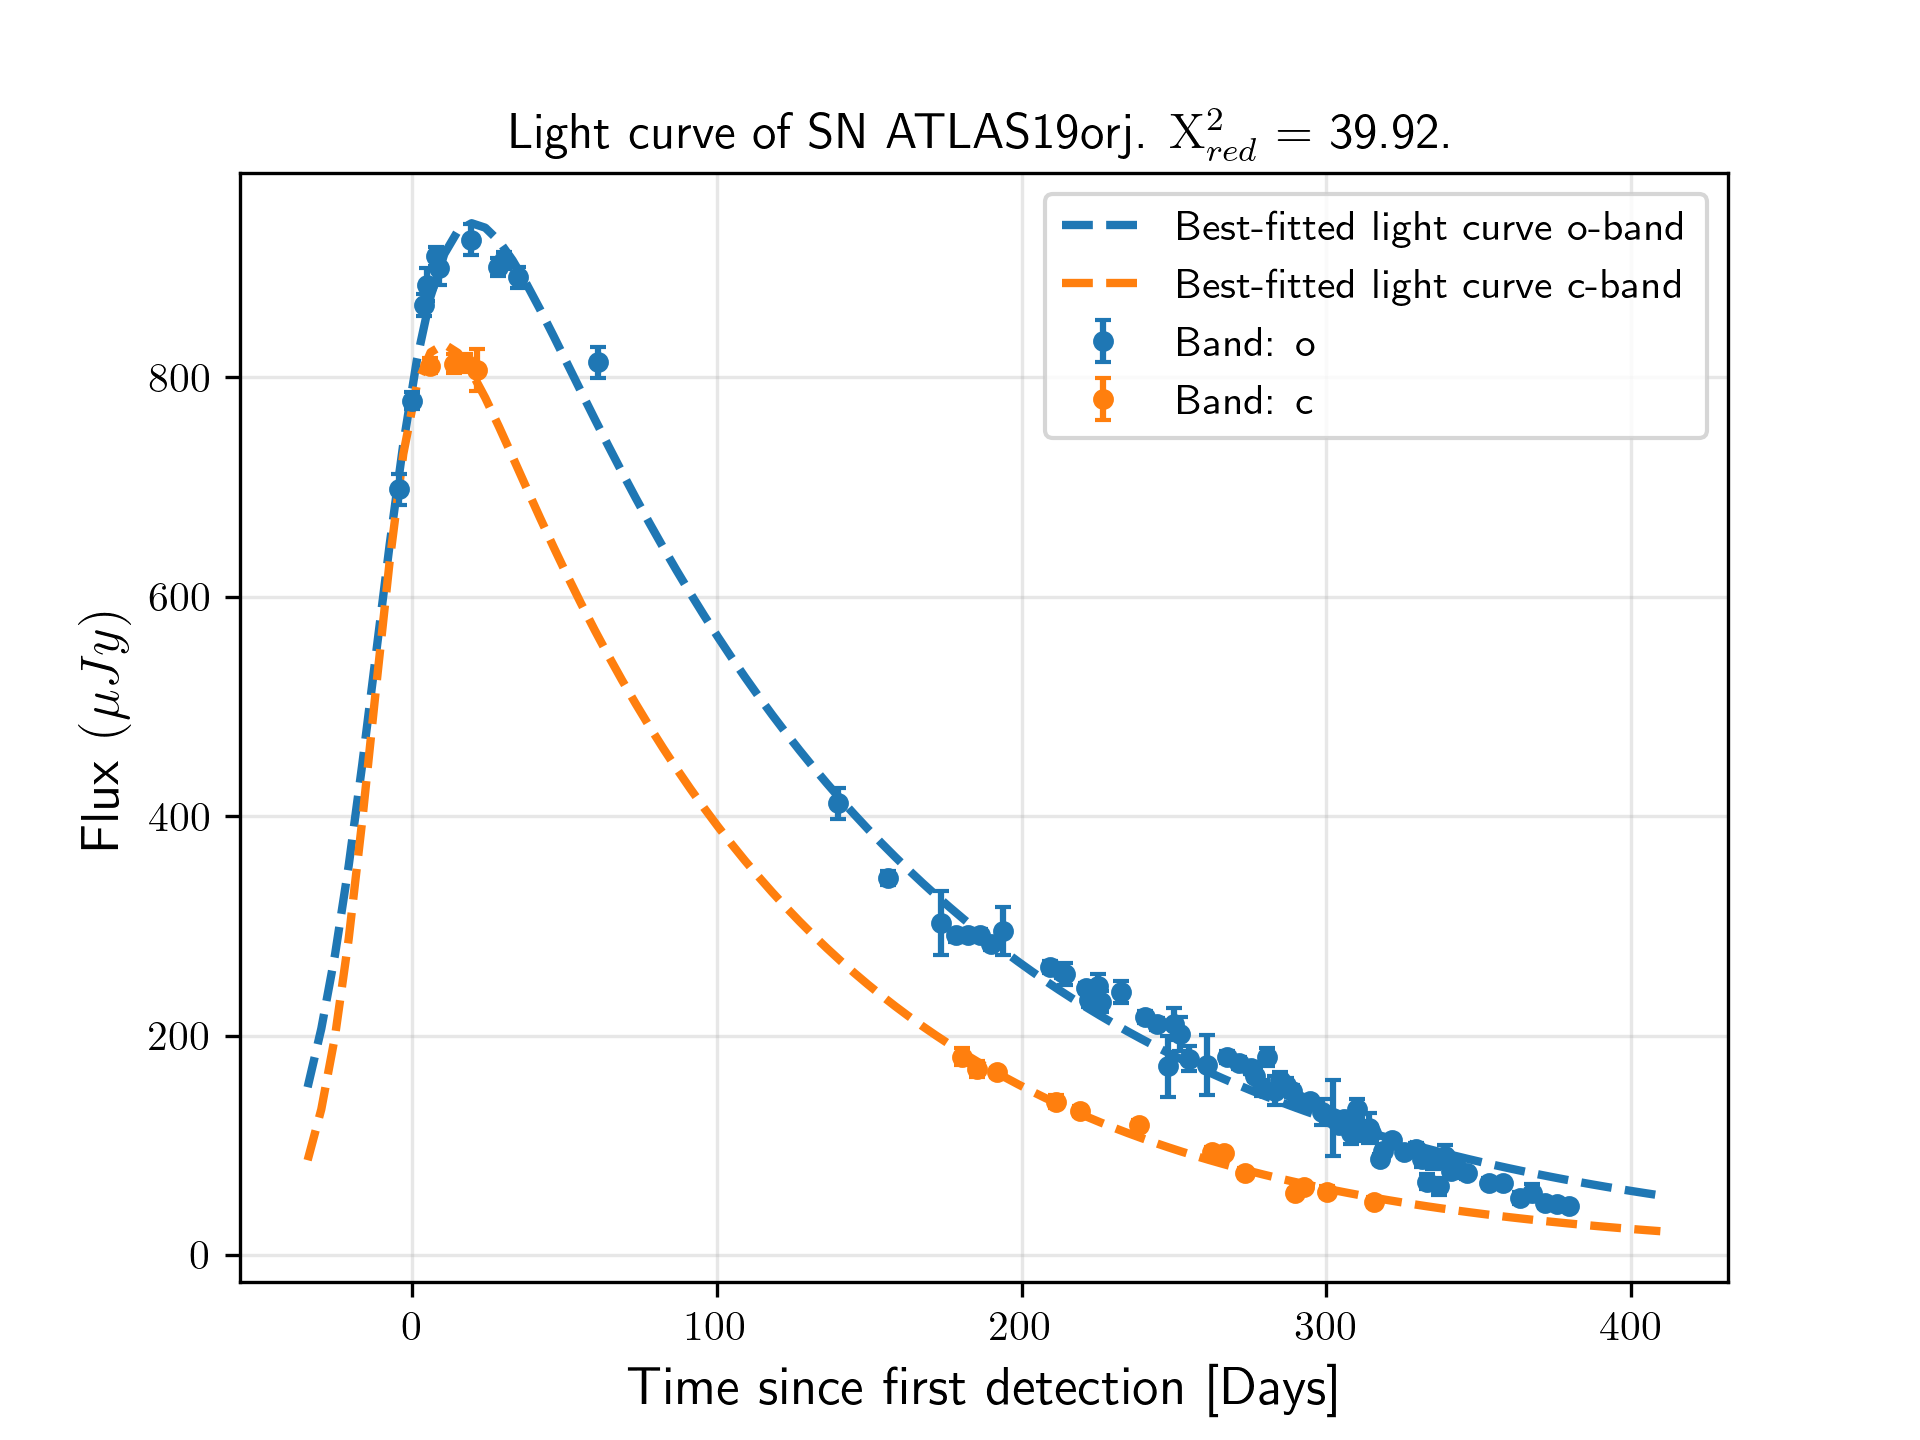 Light curve of SN ATLAS19orj. X²_red = 39.92.
Best-fitted light curve o-band
Best-fitted light curve c-band
Band: o
Band: c
Flux (μJy)
800
600
400
200
0
0 100 200 300 400
Time since first detection [Days]